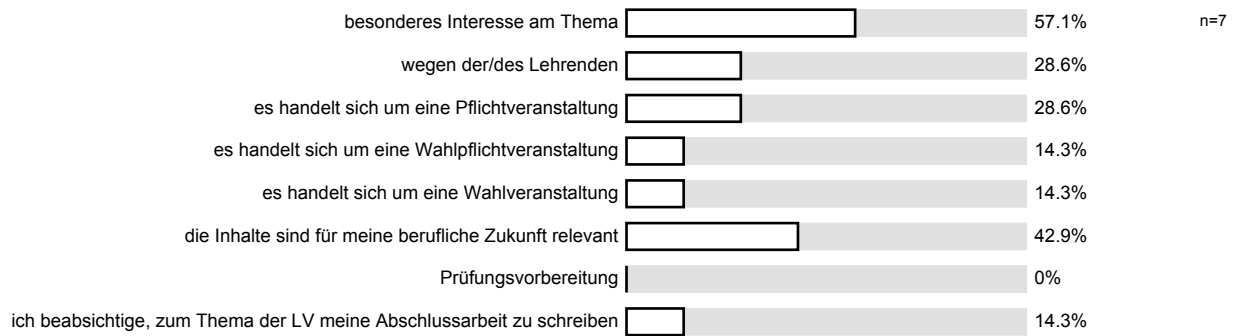 besonderes Interesse am Thema 57.1% n=7
wegen der/des Lehrenden 28.6%
es handelt sich um eine Pflichtveranstaltung 28.6%
es handelt sich um eine Wahlpflichtveranstaltung 14.3%
es handelt sich um eine Wahlveranstaltung 14.3%
die Inhalte sind für meine berufliche Zukunft relevant 42.9%
Prüfungsvorbereitung 0%
ich beabsichtige, zum Thema der LV meine Abschlussarbeit zu schreiben 14.3%